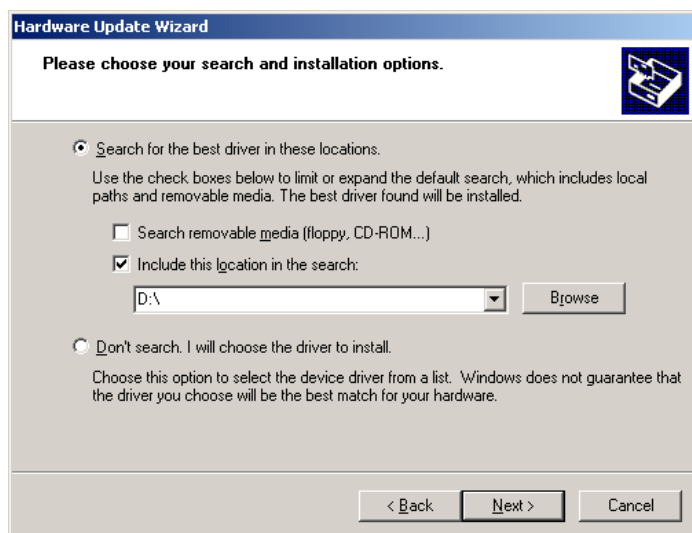 Hardware Update Wizard
Please choose your search and installation options.
Search for the best driver in these locations.
Use the check boxes below to limit or expand the default search, which includes local
paths and removable media. The best driver found will be installed.
Search removable media (floppy, CD-ROM...)
Include this location in the search:
D:\
Browse
Don't search. I will choose the driver to install.
Choose this option to select the device driver from a list. Windows does not guarantee that
the driver you choose will be the best match for your hardware.
< Back
Next >
Cancel